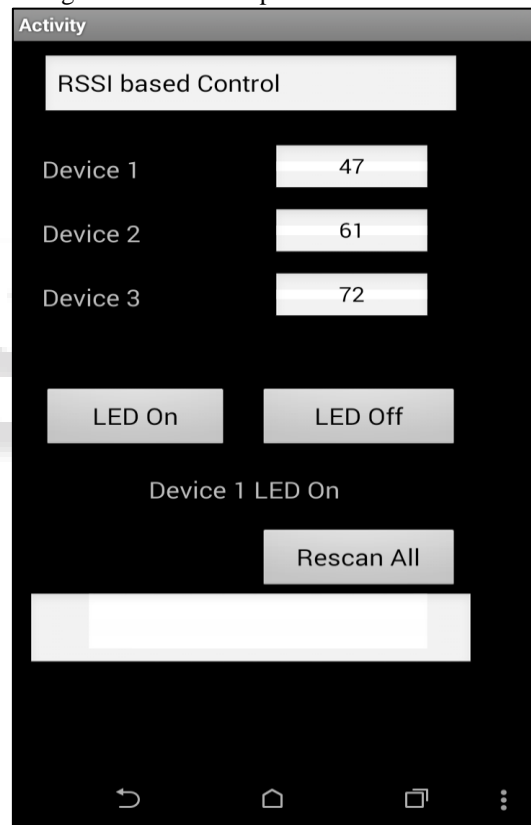 Activity
RSSI based Control
Device 1 47
Device 2 61
Device 3 72
LED On LED Off
Device 1 LED On
Rescan All